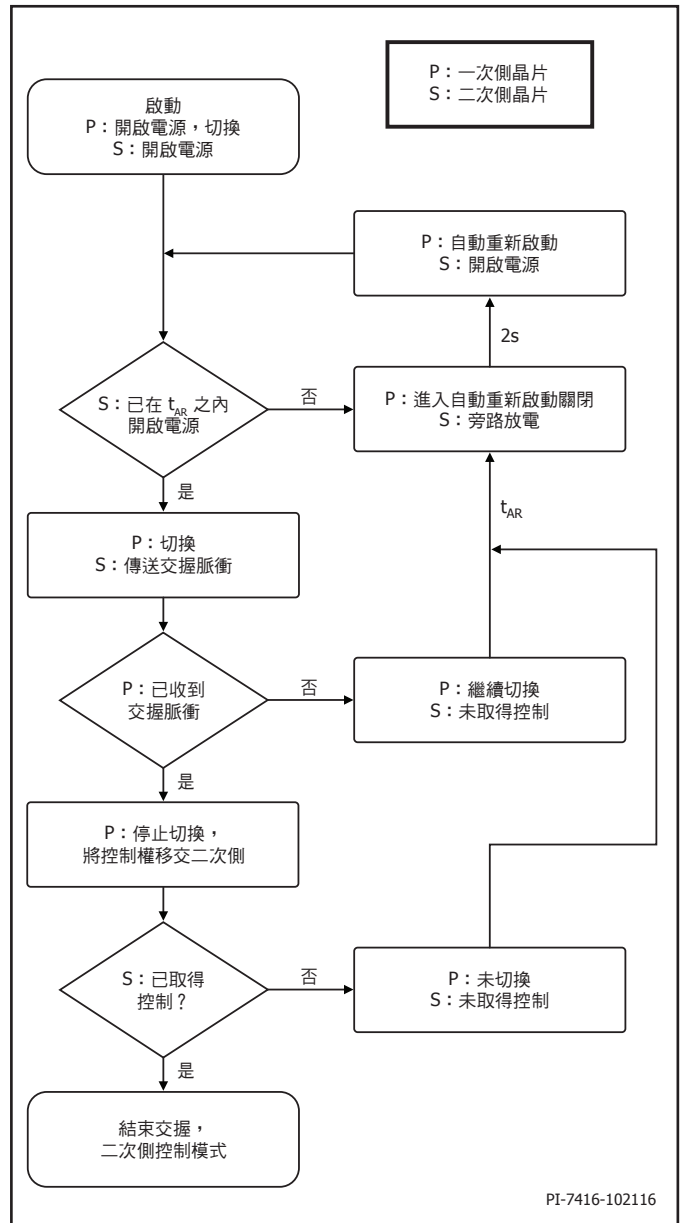 P：一次側晶片
S：二次側晶片
啟動
P：開啟電源，切換
S：開啟電源
P：自動重新啟動
S：開啟電源
2s
S：已在 tAR 之內
開啟電源
否
P：進入自動重新啟動關閉
S：旁路放電
是
tAR
P：切換
S：傳送交握脈衝
P：已收到
交握脈衝
否
P：繼續切換
S：未取得控制
是
P：停止切換，
將控制權移交二次側
S：已取得
控制？
否
P：未切換
S：未取得控制
是
結束交握，
二次側控制模式
PI-7416-102116